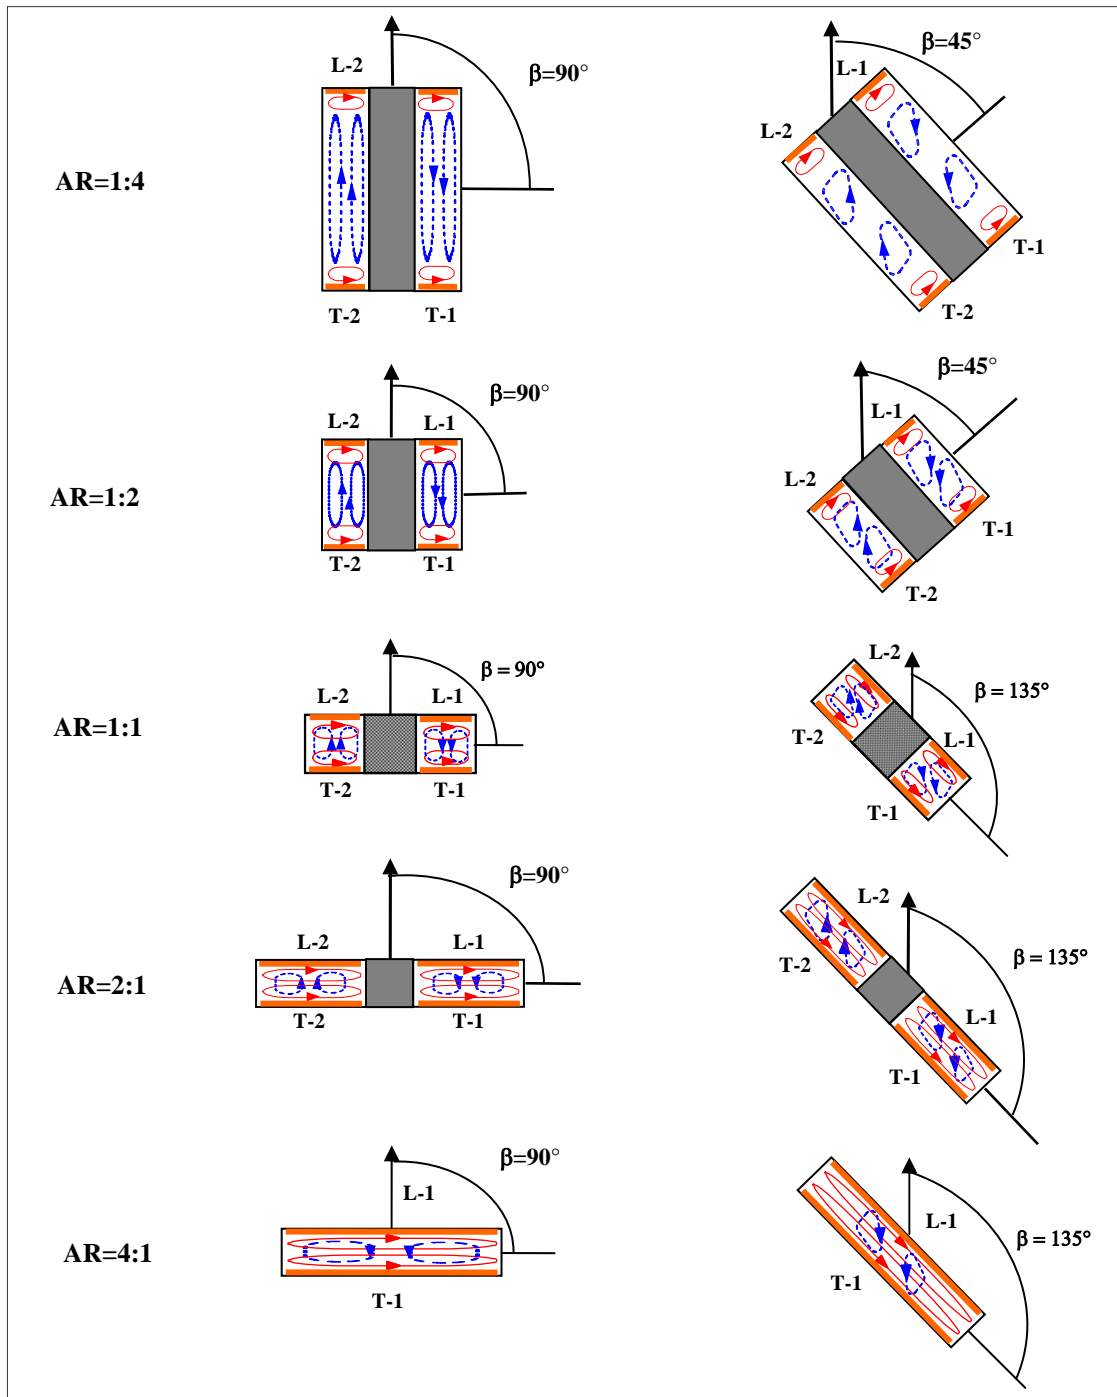 L-2
β=90°
AR=1:4
T-2
T-1
β=45°
L-1
L-2
T-1
T-2
β=90°
L-2
L-1
AR=1:2
T-2
T-1
β=45°
L-1
L-2
T-1
T-2
β = 90°
L-2
L-1
AR=1:1
T-2
T-1
L-2
β = 135°
T-2
L-1
T-1
β=90°
L-2
L-1
AR=2:1
T-2
T-1
L-2
β = 135°
T-2
L-1
T-1
β=90°
L-1
AR=4:1
T-1
L-1
β = 135°
T-1